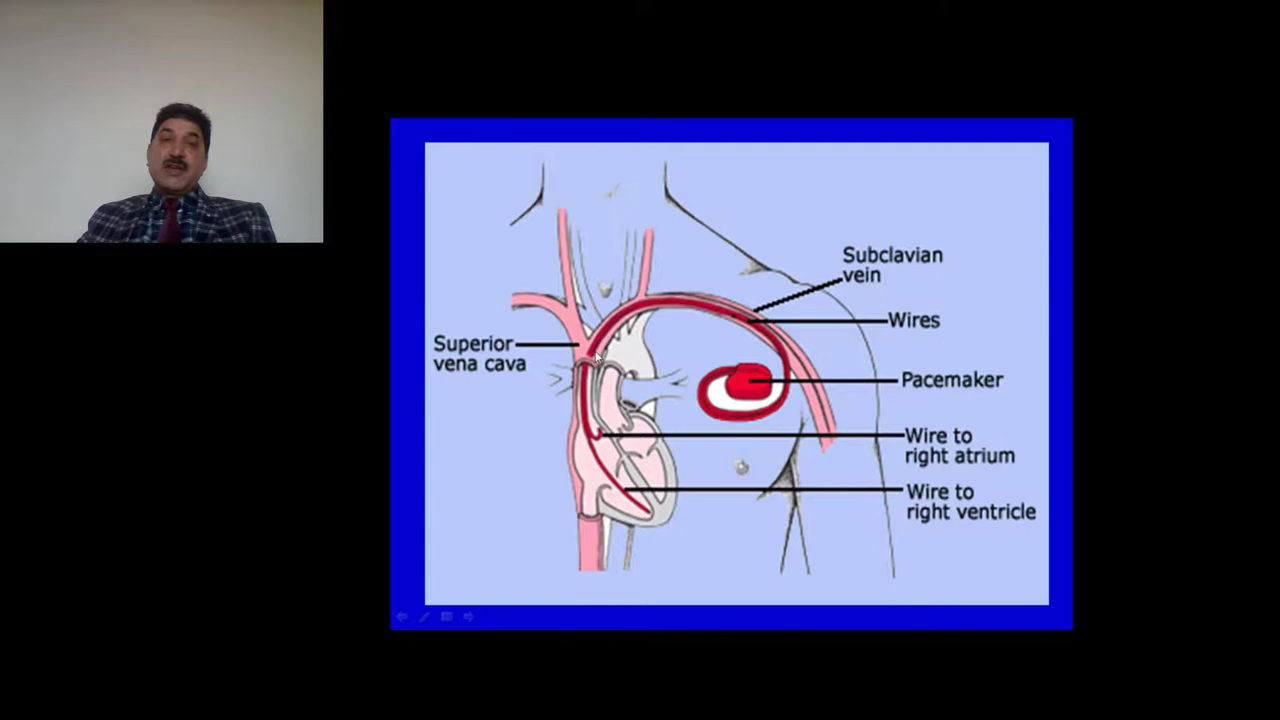 Subclavian
vein
Wires
Superior
vena cava
Pacemaker
Wire to
right atrium
Wire to
right ventricle